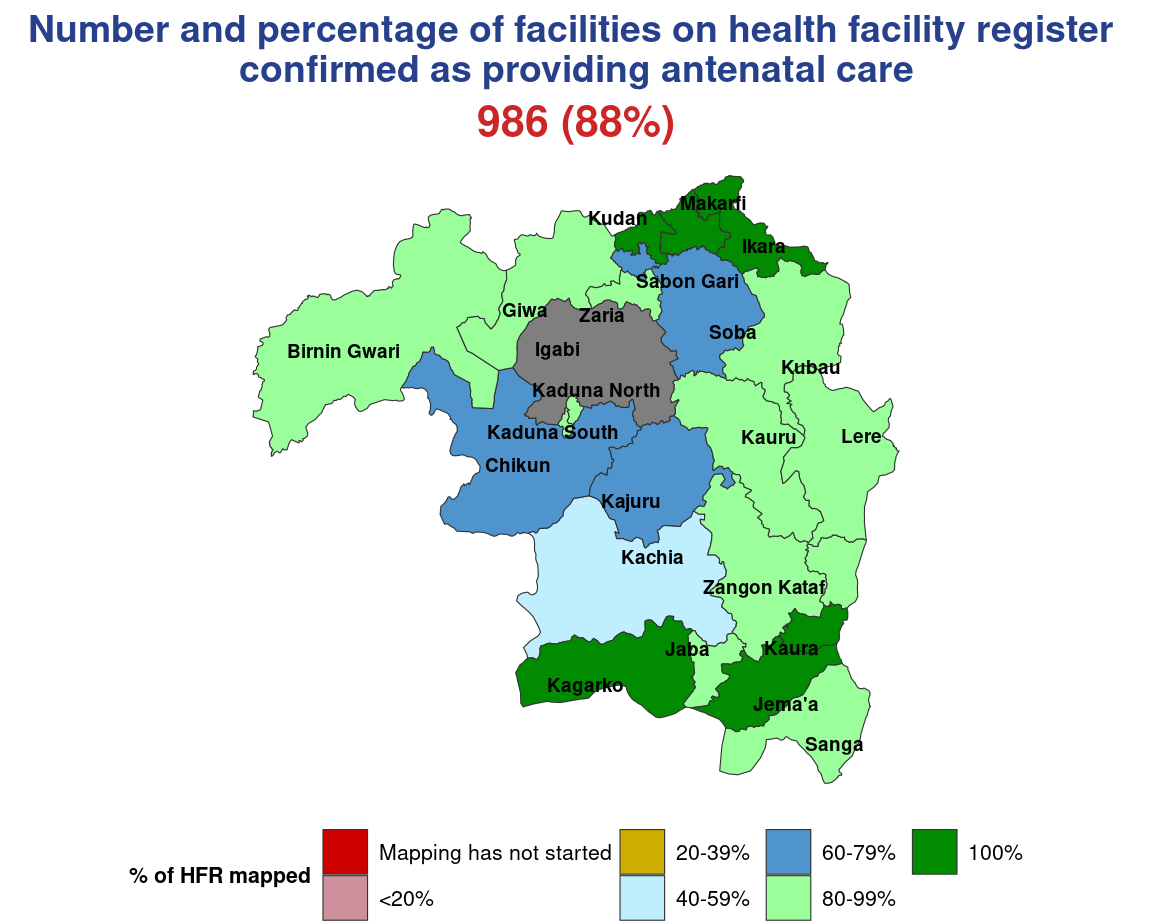 Number and percentage of facilities on health facility register
confirmed as providing antenatal care
986 (88%)
Makarfi
Kudan
Ikara
Sabon Gari
Giwa
Zaria
Soba
Birnin Gwari
Igabi
Kubau
Kaduna North
Kaduna South
Kauru
Lere
Chikun
Kajuru
Kachia
Zangon Kataf
Jaba
Kaura
Kagarko
Jema'a
Sanga
% of HFR mapped
Mapping has not started
<20%
20-39%
40-59%
60-79%
80-99%
100%